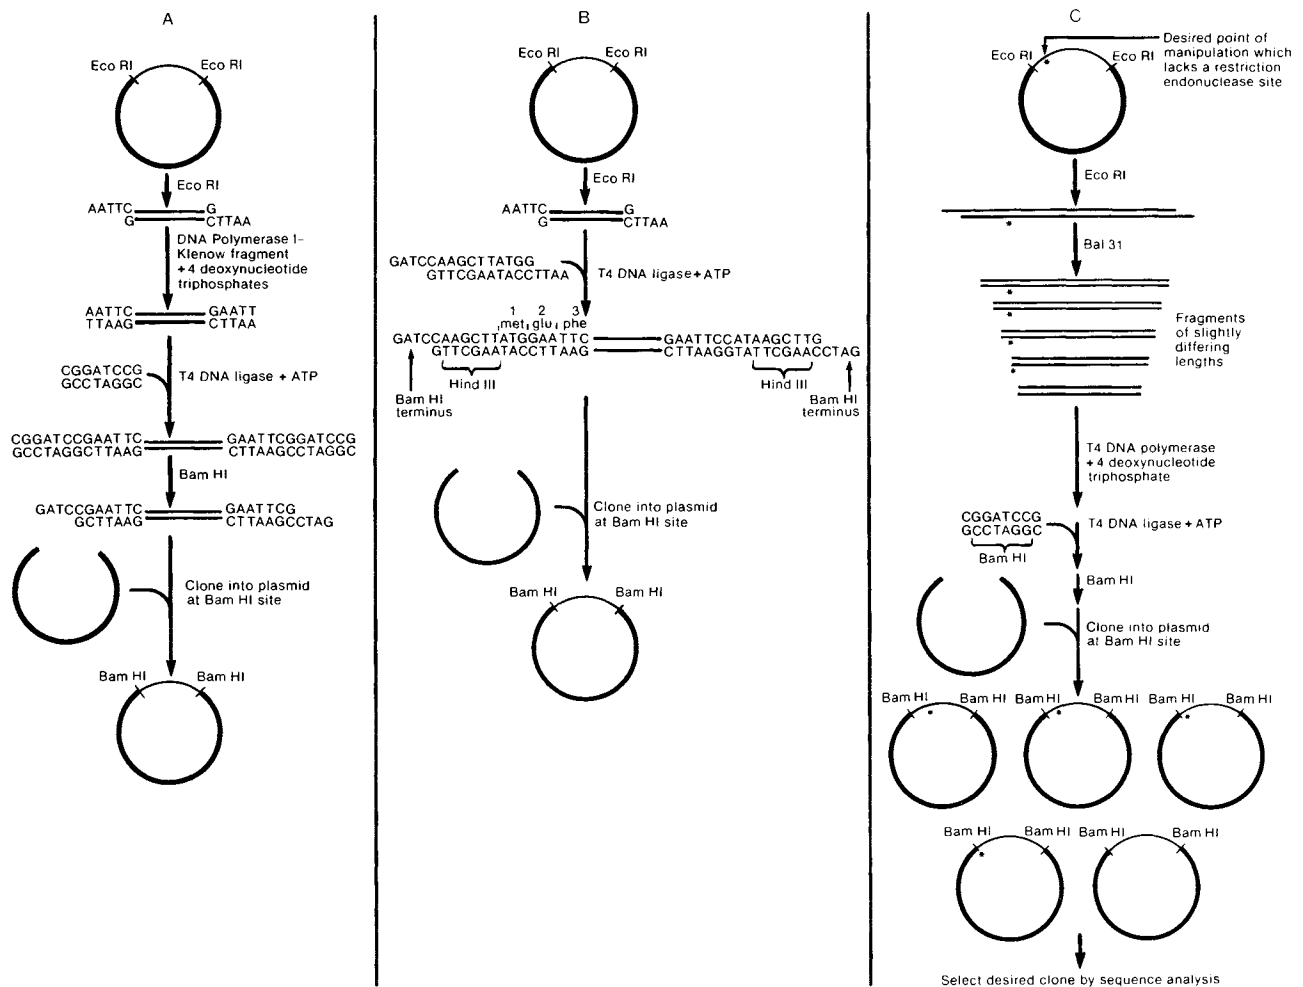 A
Eco RI
Eco RI
Eco RI
AATTC G
G CTTAA
DNA Polymerase 1-
Klenow fragment
+4 deoxynucleotide
triphosphates
AATTC GAATT
TTAAG CTTAA
CGGATCCG
GCCTAGGC
T4 DNA ligase + ATP
CGGATCCGAATTC GAATTCGGATCCG
GCCTAGGCTTAAG CTTAAGCCTAGGC
Bam HI
GATCCGAATTC GAATTCG
GCTTAAG CTTAAGCCTAG
Clone into plasmid
at Bam HI site
Bam HI
Bam HI
B
Eco RI
Eco RI
Eco RI
AATTC G
G CTTAA
GATCCAAGCTTATGG
GTTCGAATACCTTAA
T4 DNA ligase+ATP
1 2 3
met glu phe
GATCCAAGCTTATGGAATTC GAATTCCATAAGCTTG
GTTCGAATACCTTAAG CTTAAGGTATTCGAACCTAG
Hind III
Hind III
Bam HI
terminus
Bam HI
terminus
Clone into plasmid
at Bam HI site
Bam HI
Bam HI
C
Desired point of
manipulation which
lacks a restriction
endonuclease site
Eco RI
*
Eco RI
Eco RI
*
Bal 31
*
*
*
*
Fragments
of slightly
differing
lengths
T4 DNA polymerase
+4 deoxynucleotide
triphosphate
CGGATCCG
GCCTAGGC
Bam HI
T4 DNA ligase+ATP
Bam HI
Clone into plasmid
at Bam HI site
Bam HI
*
Bam HI
Bam HI
*
Bam HI
Bam HI
*
Bam HI
Bam HI
*
Bam HI
Bam HI
Bam HI
Select desired clone by sequence analysis